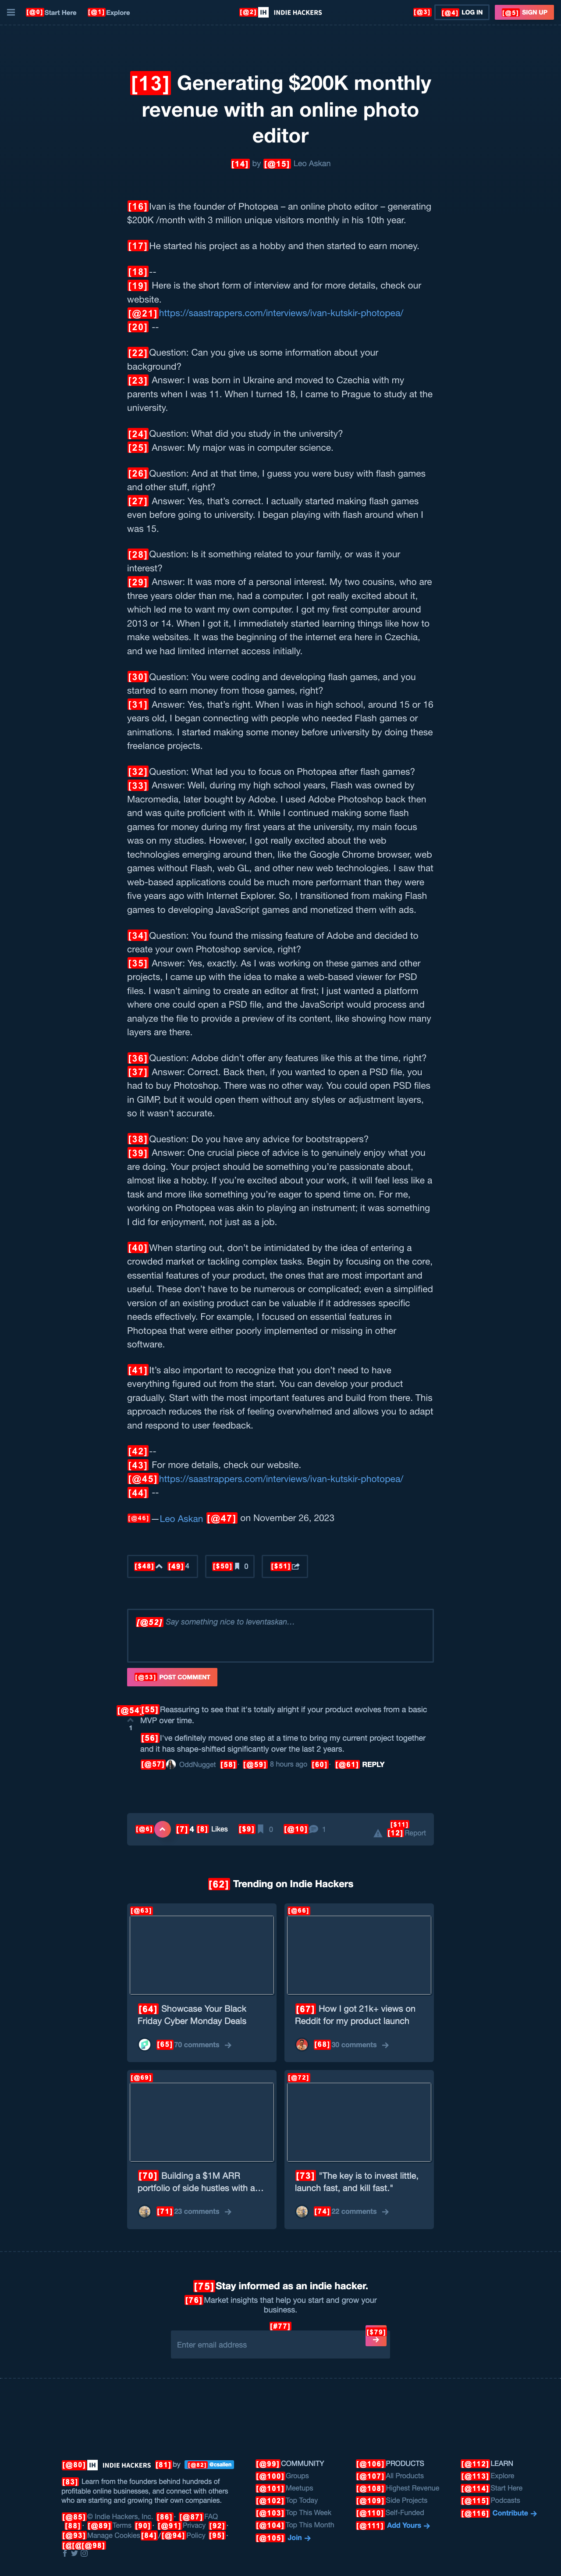 [@0] Start Here [@1] Explore [@2] IH INDIE HACKERS [@3] [@4] LOG IN [@5] SIGN UP
[13] Generating $200K monthly
revenue with an online photo
editor
[14] by [@15] Leo Askan
[16] Ivan is the founder of Photopea – an online photo editor – generating
$200K /month with 3 million unique visitors monthly in his 10th year.
[17] He started his project as a hobby and then started to earn money.
[18] --
[19] Here is the short form of interview and for more details, check our
website.
[@21] https://saastrappers.com/interviews/ivan-kutskir-photopea/
[20] --
[22] Question: Can you give us some information about your
background?
[23] Answer: I was born in Ukraine and moved to Czechia with my
parents when I was 11. When I turned 18, I came to Prague to study at the
university.
[24] Question: What did you study in the university?
[25] Answer: My major was in computer science.
[26] Question: And at that time, I guess you were busy with flash games
and other stuff, right?
[27] Answer: Yes, that’s correct. I actually started making flash games
even before going to university. I began playing with flash around when I
was 15.
[28] Question: Is it something related to your family, or was it your
interest?
[29] Answer: It was more of a personal interest. My two cousins, who are
three years older than me, had a computer. I got really excited about it,
which led me to want my own computer. I got my first computer around
2013 or 14. When I got it, I immediately started learning things like how to
make websites. It was the beginning of the internet era here in Czechia,
and we had limited internet access initially.
[30] Question: You were coding and developing flash games, and you
started to earn money from those games, right?
[31] Answer: Yes, that’s right. When I was in high school, around 15 or 16
years old, I began connecting with people who needed Flash games or
animations. I started making some money before university by doing these
freelance projects.
[32] Question: What led you to focus on Photopea after flash games?
[33] Answer: Well, during my high school years, Flash was owned by
Macromedia, later bought by Adobe. I used Adobe Photoshop back then
and was quite proficient with it. While I continued making some flash
games for money during my first years at the university, my main focus
was on my studies. However, I got really excited about the web
technologies emerging around then, like the Google Chrome browser, web
games without Flash, web GL, and other new web technologies. I saw that
web-based applications could be much more performant than they were
five years ago with Internet Explorer. So, I transitioned from making Flash
games to developing JavaScript games and monetized them with ads.
[34] Question: You found the missing feature of Adobe and decided to
create your own Photoshop service, right?
[35] Answer: Yes, exactly. As I was working on these games and other
projects, I came up with the idea to make a web-based viewer for PSD
files. I wasn’t aiming to create an editor at first; I just wanted a platform
where one could open a PSD file, and the JavaScript would process and
analyze the file to provide a preview of its content, like showing how many
layers are there.
[36] Question: Adobe didn’t offer any features like this at the time, right?
[37] Answer: Correct. Back then, if you wanted to open a PSD file, you
had to buy Photoshop. There was no other way. You could open PSD files
in GIMP, but it would open them without any styles or adjustment layers,
so it wasn’t accurate.
[38] Question: Do you have any advice for bootstrappers?
[39] Answer: One crucial piece of advice is to genuinely enjoy what you
are doing. Your project should be something you’re passionate about,
almost like a hobby. If you’re excited about your work, it will feel less like a
task and more like something you’re eager to spend time on. For me,
working on Photopea was akin to playing an instrument; it was something
I did for enjoyment, not just as a job.
[40] When starting out, don’t be intimidated by the idea of entering a
crowded market or tackling complex tasks. Begin by focusing on the core,
essential features of your product, the ones that are most important and
useful. These don’t have to be numerous or complicated; even a simplified
version of an existing product can be valuable if it addresses specific
needs effectively. For example, I focused on essential features in
Photopea that were either poorly implemented or missing in other
software.
[41] It’s also important to recognize that you don’t need to have
everything figured out from the start. You can develop your product
gradually. Start with the most important features and build from there. This
approach reduces the risk of feeling overwhelmed and allows you to adapt
and respond to user feedback.
[42] --
[43] For more details, check our website.
[@45] https://saastrappers.com/interviews/ivan-kutskir-photopea/
[44] --
[@46] — Leo Askan [@47] on November 26, 2023
[$48] [49] 4 [$50] 0 [$51]
[@52] Say something nice to leventaskan…
[@53] POST COMMENT
[@54] [55] Reassuring to see that it's totally alright if your product evolves from a basic
1 MVP over time.
[56] I've definitely moved one step at a time to bring my current project together
and it has shape-shifted significantly over the last 2 years.
[@57] OddNugget [58] · [@59] 8 hours ago [60] · [@61] REPLY
[@6] [7] 4 [8] Likes [$9] 0 [@10] 1 [$11]
[12] Report
[62] Trending on Indie Hackers
[@63] [@66]
[64] Showcase Your Black
Friday Cyber Monday Deals
[65] 70 comments
[67] How I got 21k+ views on
Reddit for my product launch
[68] 30 comments
[@69] [@72]
[70] Building a $1M ARR
portfolio of side hustles with a…
[71] 23 comments
[73] "The key is to invest little,
launch fast, and kill fast."
[74] 22 comments
[75] Stay informed as an indie hacker.
[76] Market insights that help you start and grow your
business.
[#77] [$79]
Enter email address
[@80] IH INDIE HACKERS [81] by [@82] @csallen
[83] Learn from the founders behind hundreds of
profitable online businesses, and connect with others
who are starting and growing their own companies.
[@85] © Indie Hackers, Inc. [86] · [@87] FAQ
[88] · [@89] Terms [90] · [@91] Privacy [92] ·
[@93] Manage Cookies [84] / [@94] Policy [95] ·
[@[@[@98]
[@99] COMMUNITY
[@100] Groups
[@101] Meetups
[@102] Top Today
[@103] Top This Week
[@104] Top This Month
[@105] Join
[@106] PRODUCTS
[@107] All Products
[@108] Highest Revenue
[@109] Side Projects
[@110] Self-Funded
[@111] Add Yours
[@112] LEARN
[@113] Explore
[@114] Start Here
[@115] Podcasts
[@116] Contribute